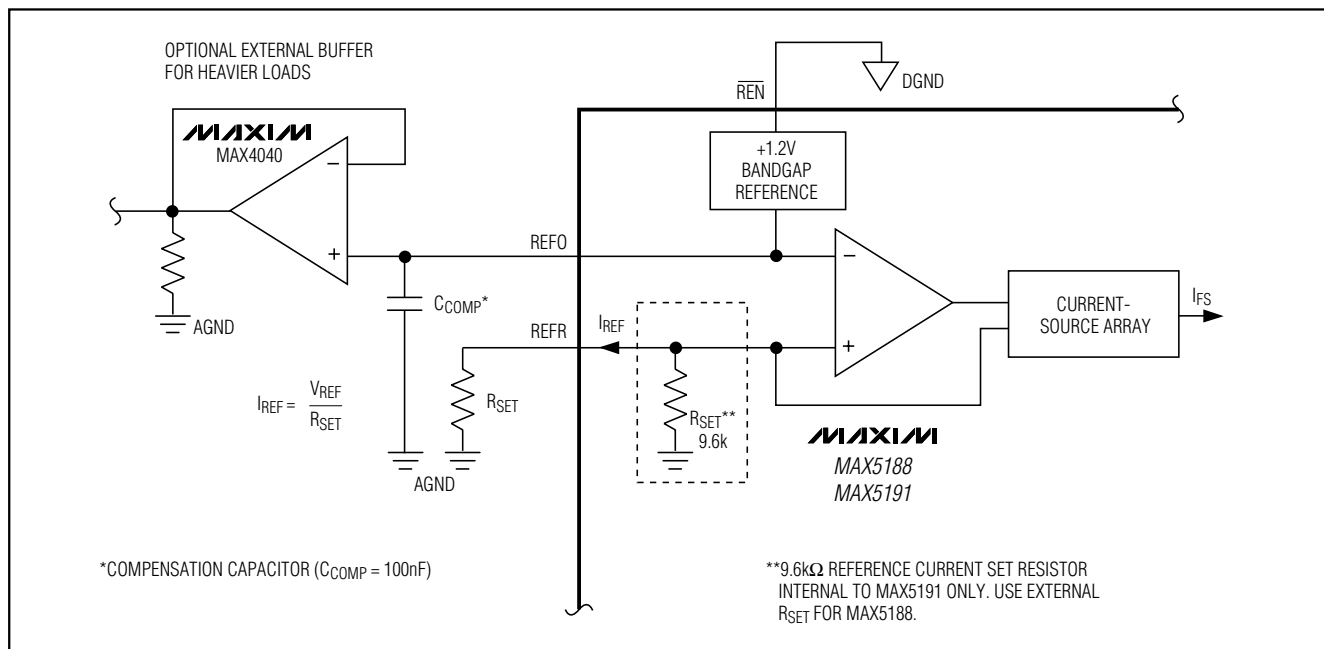 OPTIONAL EXTERNAL BUFFER
FOR HEAVIER LOADS
MAXIM
MAX4040
−
+
AGND
REN
DGND
+1.2V
BANDGAP
REFERENCE
REFO
CCOMP*
REFR
IREF
RSET
AGND
IREF = VREF
RSET
−
+
RSET**
9.6k
CURRENT-
SOURCE ARRAY
IFS
MAXIM
MAX5188
MAX5191
*COMPENSATION CAPACITOR (CCOMP = 100nF)
**9.6kΩ REFERENCE CURRENT SET RESISTOR
INTERNAL TO MAX5191 ONLY. USE EXTERNAL
RSET FOR MAX5188.